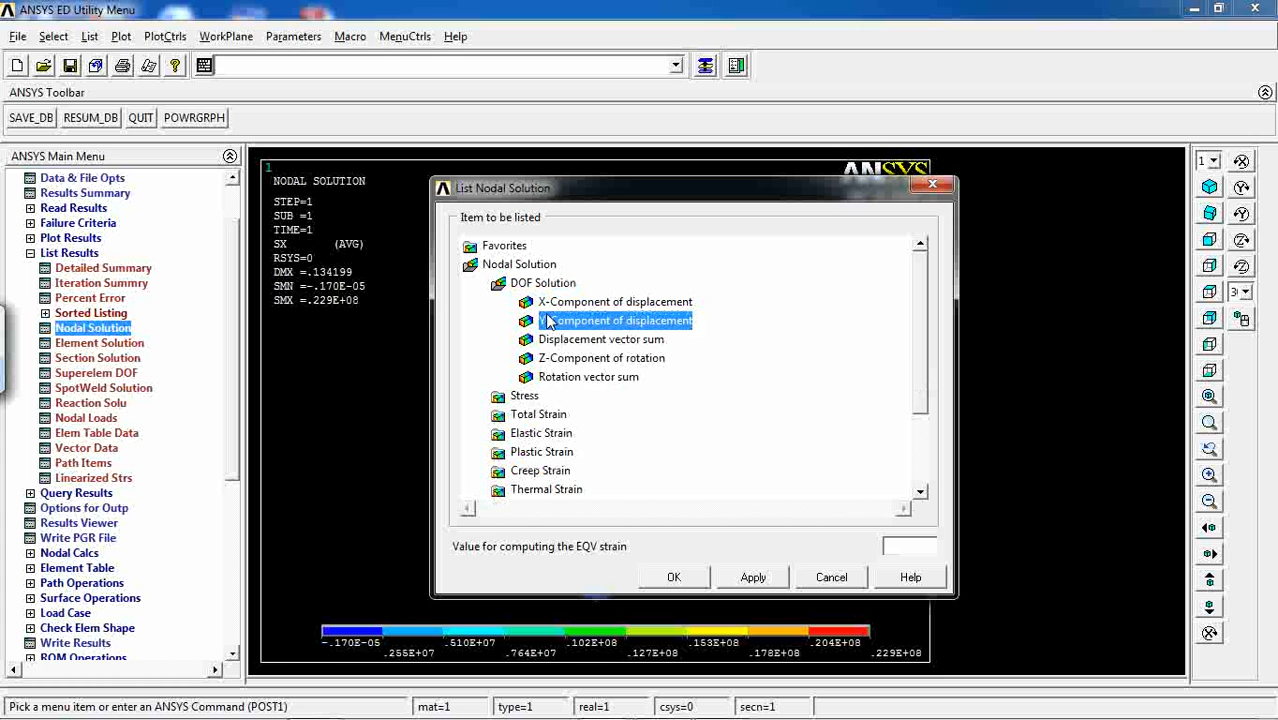 ANSYS ED Utility Menu
File Select List Plot PlotCtrls WorkPlane Parameters Macro MenuCtrls Help
ANSYS Toolbar
SAVE_DB RESUM_DB QUIT POWRGRPH
ANSYS Main Menu
Data & File Opts
Results Summary
Read Results
Failure Criteria
Plot Results
List Results
Detailed Summary
Iteration Summry
Percent Error
Sorted Listing
Nodal Solution
Element Solution
Section Solution
Superelem DOF
SpotWeld Solution
Reaction Solu
Nodal Loads
Elem Table Data
Vector Data
Path Items
Linearized Strs
Query Results
Options for Outp
Results Viewer
Write PGR File
Nodal Calcs
Element Table
Path Operations
Surface Operations
Load Case
Check Elem Shape
Write Results
ROM Operations
1
NODAL SOLUTION
STEP=1
SUB =1
TIME=1
SX (AVG)
RSYS=0
DMX =.134199
SMN =-.170E-05
SMX =.229E+08
ANSYS
List Nodal Solution
Item to be listed
Favorites
Nodal Solution
DOF Solution
X-Component of displacement
Y-Component of displacement
Displacement vector sum
Z-Component of rotation
Rotation vector sum
Stress
Total Strain
Elastic Strain
Plastic Strain
Creep Strain
Thermal Strain
Value for computing the EQV strain
OK Apply Cancel Help
-.170E-05 .510E+07 .102E+08 .153E+08 .204E+08
.255E+07 .764E+07 .127E+08 .178E+08 .229E+08
1
Pick a menu item or enter an ANSYS Command (POST1) mat=1 type=1 real=1 csys=0 secn=1